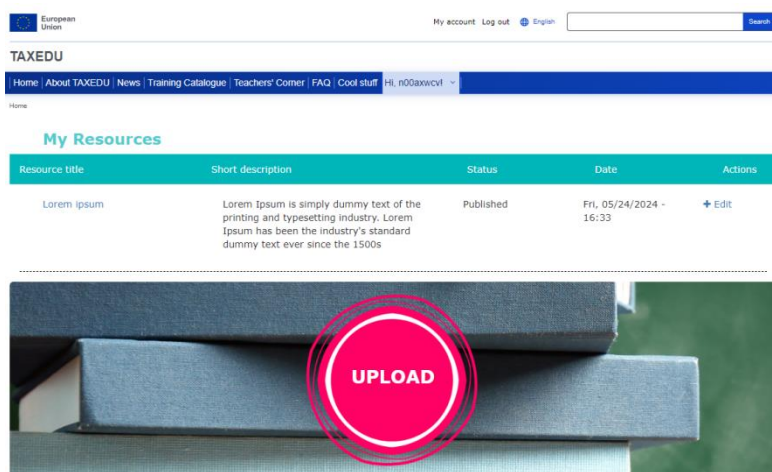 European
Union
My account Log out English Search
TAXEDU
Home About TAXEDU News Training Catalogue Teachers' Corner FAQ Cool stuff Hi, n00axwcv!
Home
My Resources
Resource title Short description Status Date Actions
Lorem ipsum Lorem Ipsum is simply dummy text of the Published Fri, 05/24/2024 - + Edit
printing and typesetting industry. Lorem 16:33
Ipsum has been the industry's standard
dummy text ever since the 1500s
UPLOAD